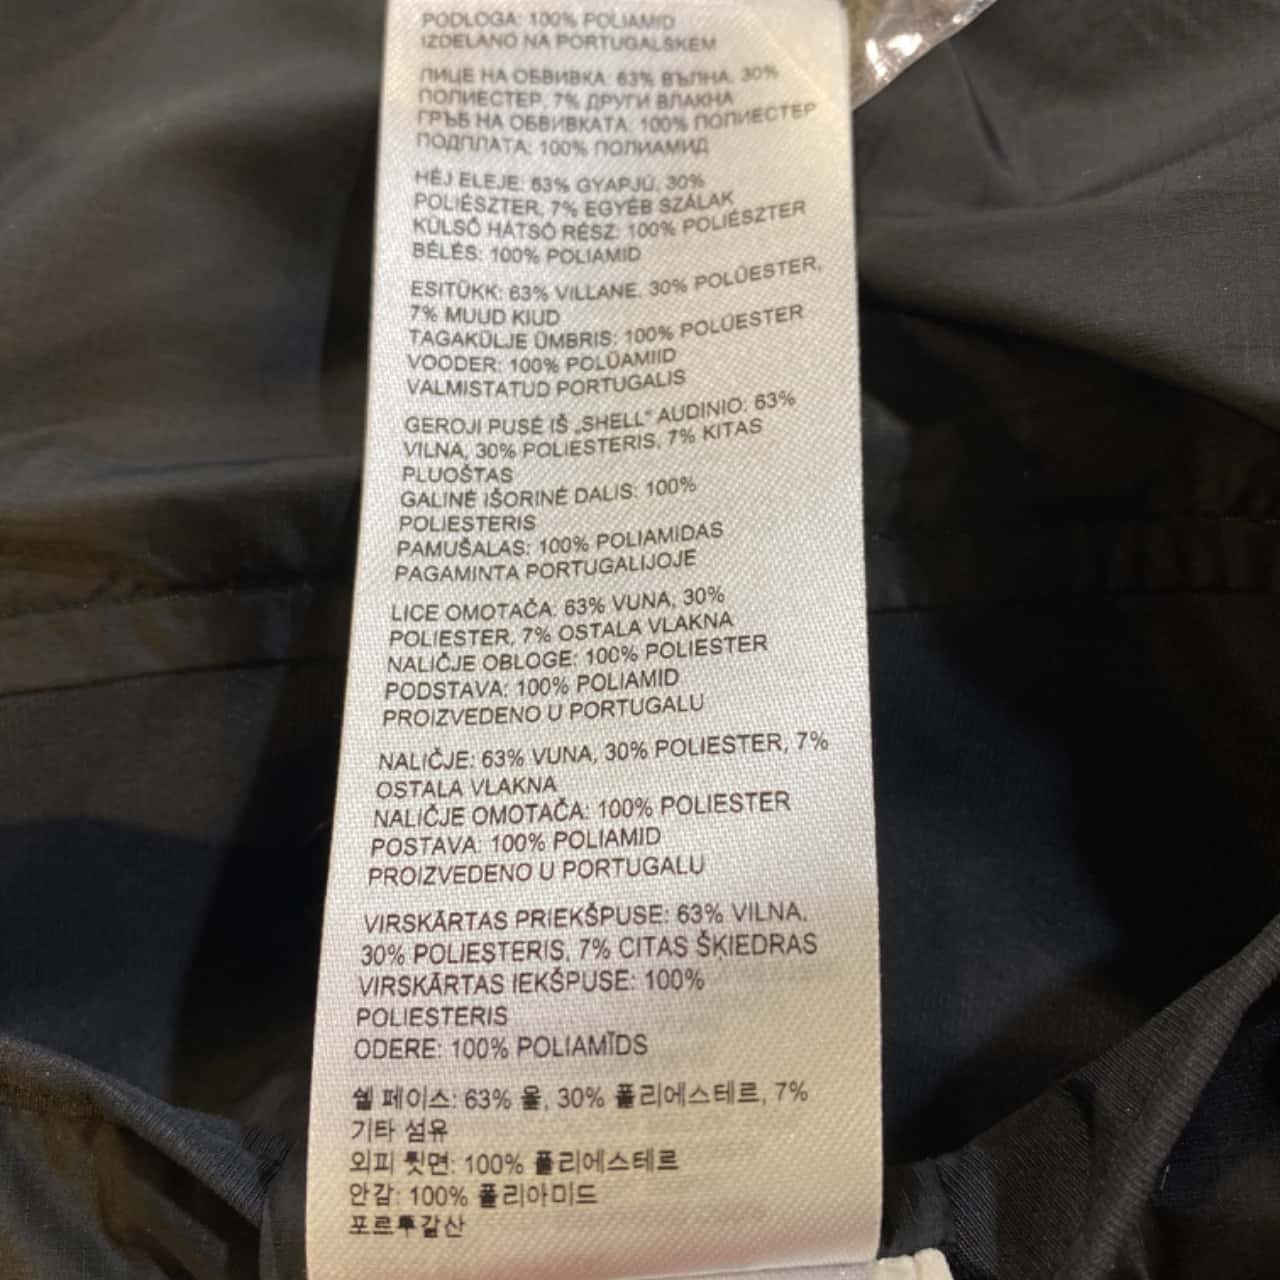 PODLOGA: 100% POLIAMID
IZDELANO NA PORTUGALSKEM
ЛИЦЕ НА ОБВИВКА: 63% ВЪЛНА, 30%
ПОЛИЕСТЕР, 7% ДРУГИ ВЛАКНА
ГРЪБ НА ОБВИВКАТА: 100% ПОЛИЕСТЕР
ПОДПЛАТА: 100% ПОЛИАМИД
HÉJ ELEJE: 63% GYAPJÚ, 30%
POLIÉSZTER, 7% EGYÉB SZÁLAK
KÜLSŐ HÁTSÓ RÉSZ: 100% POLIÉSZTER
BÉLÉS: 100% POLIAMID
ESITÜKK: 63% VILLANE, 30% POLÜESTER,
7% MUUD KIUD
TAGAKÜLJE ÜMBRIS: 100% POLÜESTER
VOODER: 100% POLÜAMIID
VALMISTATUD PORTUGALIS
GEROJI PUSĖ IŠ „SHELL“ AUDINIO: 63%
VILNA, 30% POLIESTERIS, 7% KITAS
PLUOŠTAS
GALINĖ IŠORINĖ DALIS: 100%
POLIESTERIS
PAMUŠALAS: 100% POLIAMIDAS
PAGAMINTA PORTUGALIJOJE
LICE OMOTAČA: 63% VUNA, 30%
POLIESTER, 7% OSTALA VLAKNA
NALIČJE OBLOGE: 100% POLIESTER
PODSTAVA: 100% POLIAMID
PROIZVEDENO U PORTUGALU
NALIČJE: 63% VUNA, 30% POLIESTER, 7%
OSTALA VLAKNA
NALIČJE OMOTAČA: 100% POLIESTER
POSTAVA: 100% POLIAMID
PROIZVEDENO U PORTUGALU
VIRSKĀRTAS PRIEKŠPUSE: 63% VILNA,
30% POLIESTERIS, 7% CITAS ŠĶIEDRAS
VIRSKĀRTAS IEKŠPUSE: 100%
POLIESTERIS
ODERE: 100% POLIAMĪDS
쉘 페이스: 63% 울, 30% 폴리에스테르, 7%
기타 섬유
외피 뒷면: 100% 폴리에스테르
안감: 100% 폴리아미드
포르투갈산